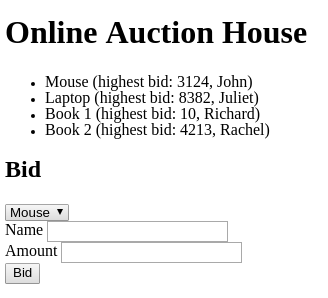 Online Auction House
Mouse (highest bid: 3124, John)
Laptop (highest bid: 8382, Juliet)
Book 1 (highest bid: 10, Richard)
Book 2 (highest bid: 4213, Rachel)
Bid
Mouse
Name
Amount
Bid